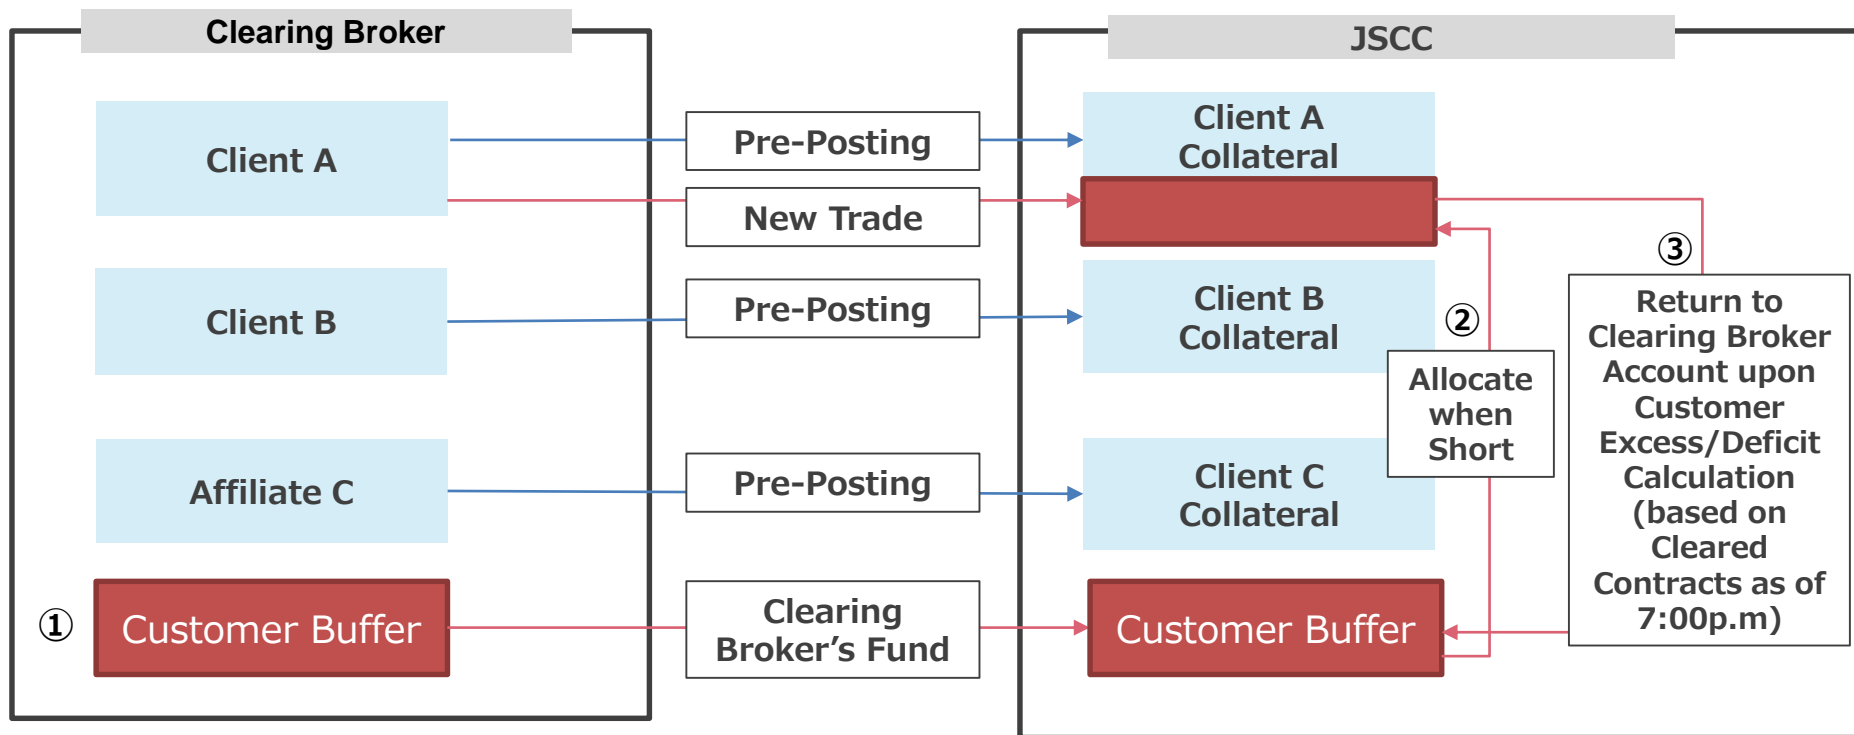 Clearing Broker
JSCC
Client A
Pre-Posting
Client A
Collateral
New Trade
③
Client B
Pre-Posting
Client B
Collateral
②
Allocate
when
Short
Return to
Clearing Broker
Account upon
Customer
Excess/Deficit
Calculation
(based on
Cleared
Contracts as of
7:00p.m)
Affiliate C
Pre-Posting
Client C
Collateral
①
Customer Buffer
Clearing
Broker’s Fund
Customer Buffer